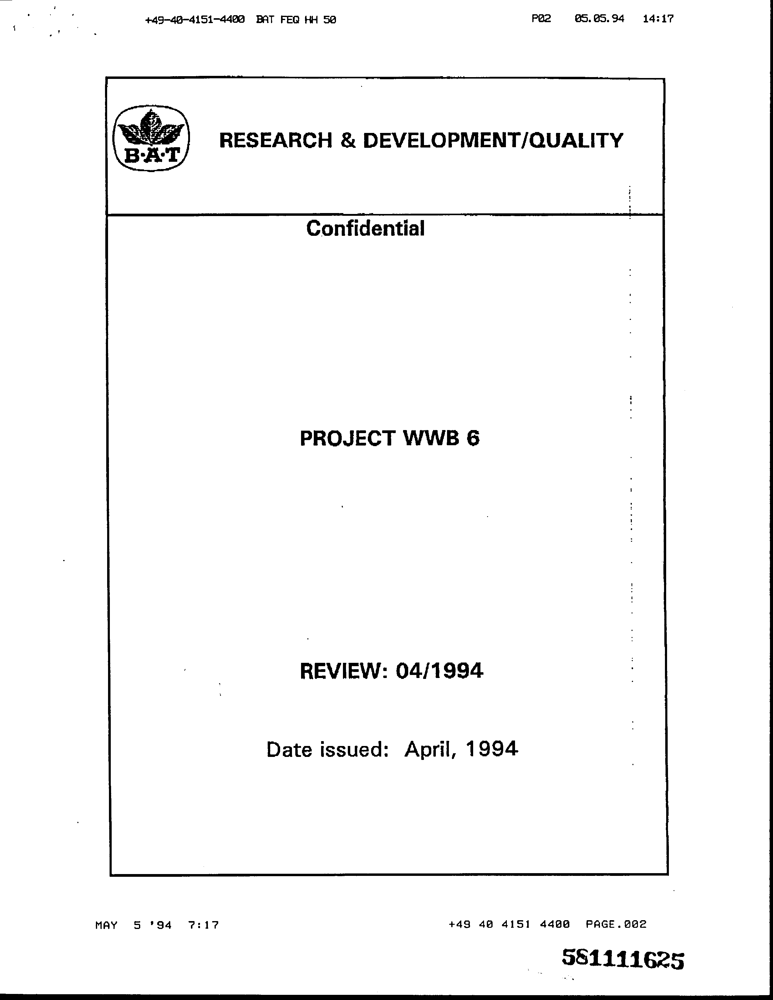 +49-40-4151-4400 BAT FEQ HH 50 P02 05.05.94 14:17
B·A·T
RESEARCH & DEVELOPMENT/QUALITY
Confidential
PROJECT WWB 6
REVIEW: 04/1994
Date issued: April, 1994
MAY 5 '94 7:17 +49 40 4151 4400 PAGE.002
581111625